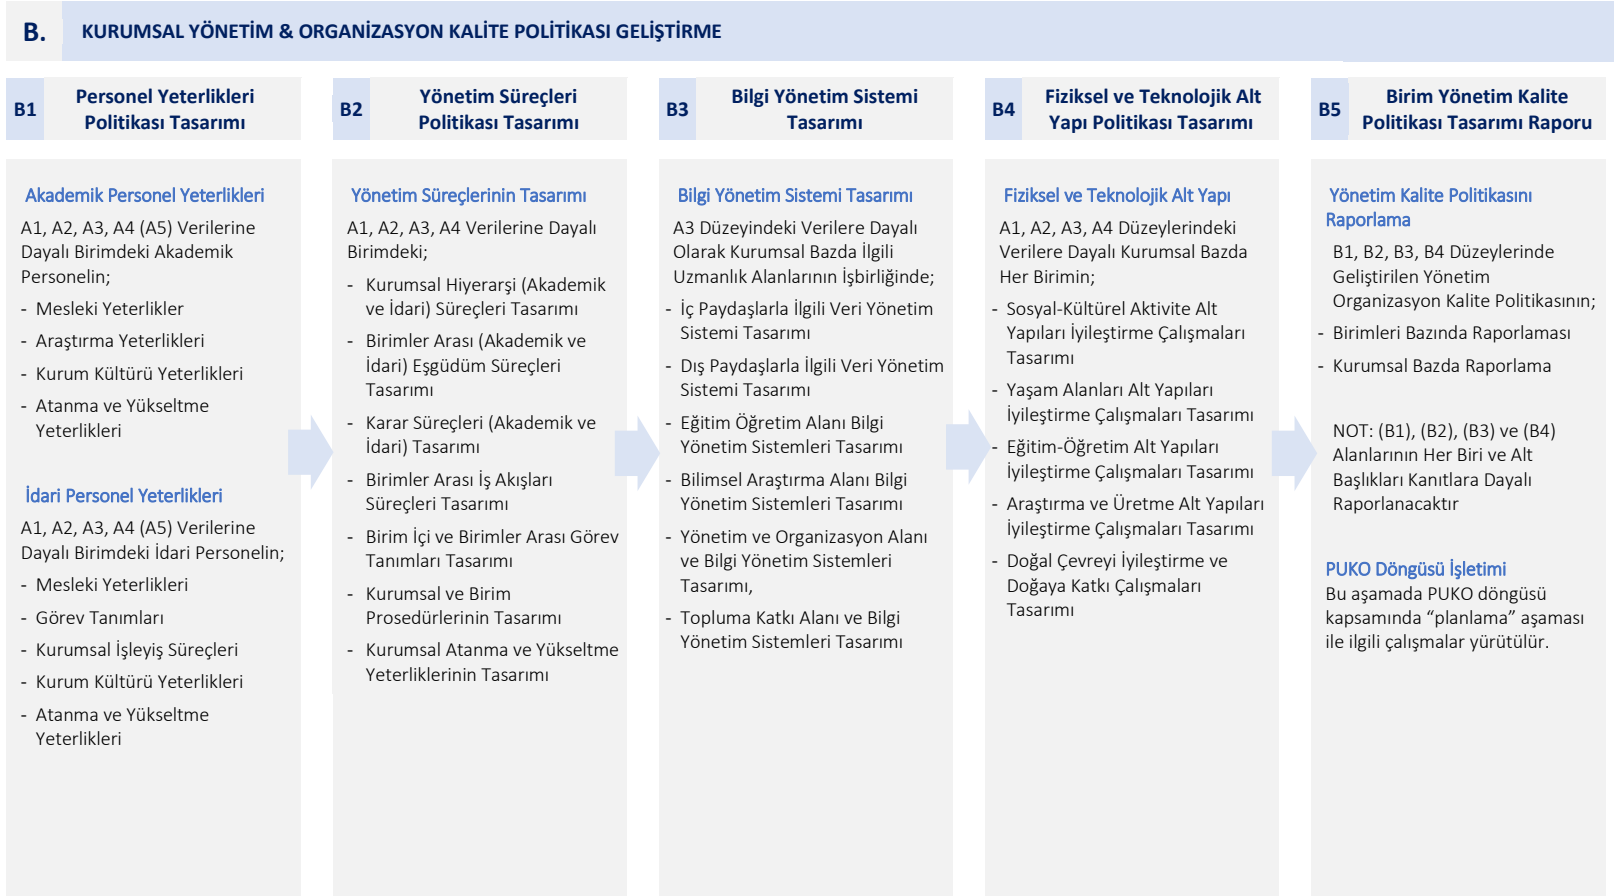 B.
KURUMSAL YÖNETİM & ORGANİZASYON KALİTE POLİTİKASI GELİŞTİRME
B1
Personel Yeterlikleri
Politikası Tasarımı
Akademik Personel Yeterlikleri
A1, A2, A3, A4 (A5) Verilerine
Dayalı Birimdeki Akademik
Personelin;
- Mesleki Yeterlikler
- Araştırma Yeterlikleri
- Kurum Kültürü Yeterlikleri
- Atanma ve Yükseltme
Yeterlikleri
İdari Personel Yeterlikleri
A1, A2, A3, A4 (A5) Verilerine
Dayalı Birimdeki İdari Personelin;
- Mesleki Yeterlikleri
- Görev Tanımları
- Kurumsal İşleyiş Süreçleri
- Kurum Kültürü Yeterlikleri
- Atanma ve Yükseltme
Yeterlikleri
B2
Yönetim Süreçleri
Politikası Tasarımı
Yönetim Süreçlerinin Tasarımı
A1, A2, A3, A4 Verilerine Dayalı
Birimdeki;
- Kurumsal Hiyerarşi (Akademik
ve İdari) Süreçleri Tasarımı
- Birimler Arası (Akademik ve
İdari) Eşgüdüm Süreçleri
Tasarımı
- Karar Süreçleri (Akademik ve
İdari) Tasarımı
- Birimler Arası İş Akışları
Süreçleri Tasarımı
- Birim İçi ve Birimler Arası Görev
Tanımları Tasarımı
- Kurumsal ve Birim
Prosedürlerinin Tasarımı
- Kurumsal Atanma ve Yükseltme
Yeterliklerinin Tasarımı
B3
Bilgi Yönetim Sistemi
Tasarımı
Bilgi Yönetim Sistemi Tasarımı
A3 Düzeyindeki Verilere Dayalı
Olarak Kurumsal Bazda İlgili
Uzmanlık Alanlarının İşbirliğinde;
- İç Paydaşlarla İlgili Veri Yönetim
Sistemi Tasarımı
- Dış Paydaşlarla İlgili Veri Yönetim
Sistemi Tasarımı
- Eğitim Öğretim Alanı Bilgi
Yönetim Sistemleri Tasarımı
- Bilimsel Araştırma Alanı Bilgi
Yönetim Sistemleri Tasarımı
- Yönetim ve Organizasyon Alanı
ve Bilgi Yönetim Sistemleri
Tasarımı,
- Topluma Katkı Alanı ve Bilgi
Yönetim Sistemleri Tasarımı
B4
Fiziksel ve Teknolojik Alt
Yapı Politikası Tasarımı
Fiziksel ve Teknolojik Alt Yapı
A1, A2, A3, A4 Düzeylerindeki
Verilere Dayalı Kurumsal Bazda
Her Birimin;
- Sosyal-Kültürel Aktivite Alt
Yapıları İyileştirme Çalışmaları
Tasarımı
- Yaşam Alanları Alt Yapıları
İyileştirme Çalışmaları Tasarımı
- Eğitim-Öğretim Alt Yapıları
İyileştirme Çalışmaları Tasarımı
- Araştırma ve Üretme Alt Yapıları
İyileştirme Çalışmaları Tasarımı
- Doğal Çevreyi İyileştirme ve
Doğaya Katkı Çalışmaları
Tasarımı
B5
Birim Yönetim Kalite
Politikası Tasarımı Raporu
Yönetim Kalite Politikasını
Raporlama
B1, B2, B3, B4 Düzeylerinde
Geliştirilen Yönetim
Organizasyon Kalite Politikasının;
- Birimleri Bazında Raporlaması
- Kurumsal Bazda Raporlama
NOT: (B1), (B2), (B3) ve (B4)
Alanlarının Her Biri ve Alt
Başlıkları Kanıtlara Dayalı
Raporlanacaktır
PUKO Döngüsü İşletimi
Bu aşamada PUKO döngüsü
kapsamında “planlama” aşaması
ile ilgili çalışmalar yürütülür.